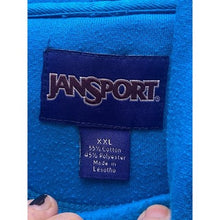 JANSPORT
XXL
55% Cotton
45% Polyester
Made in
Lesotho